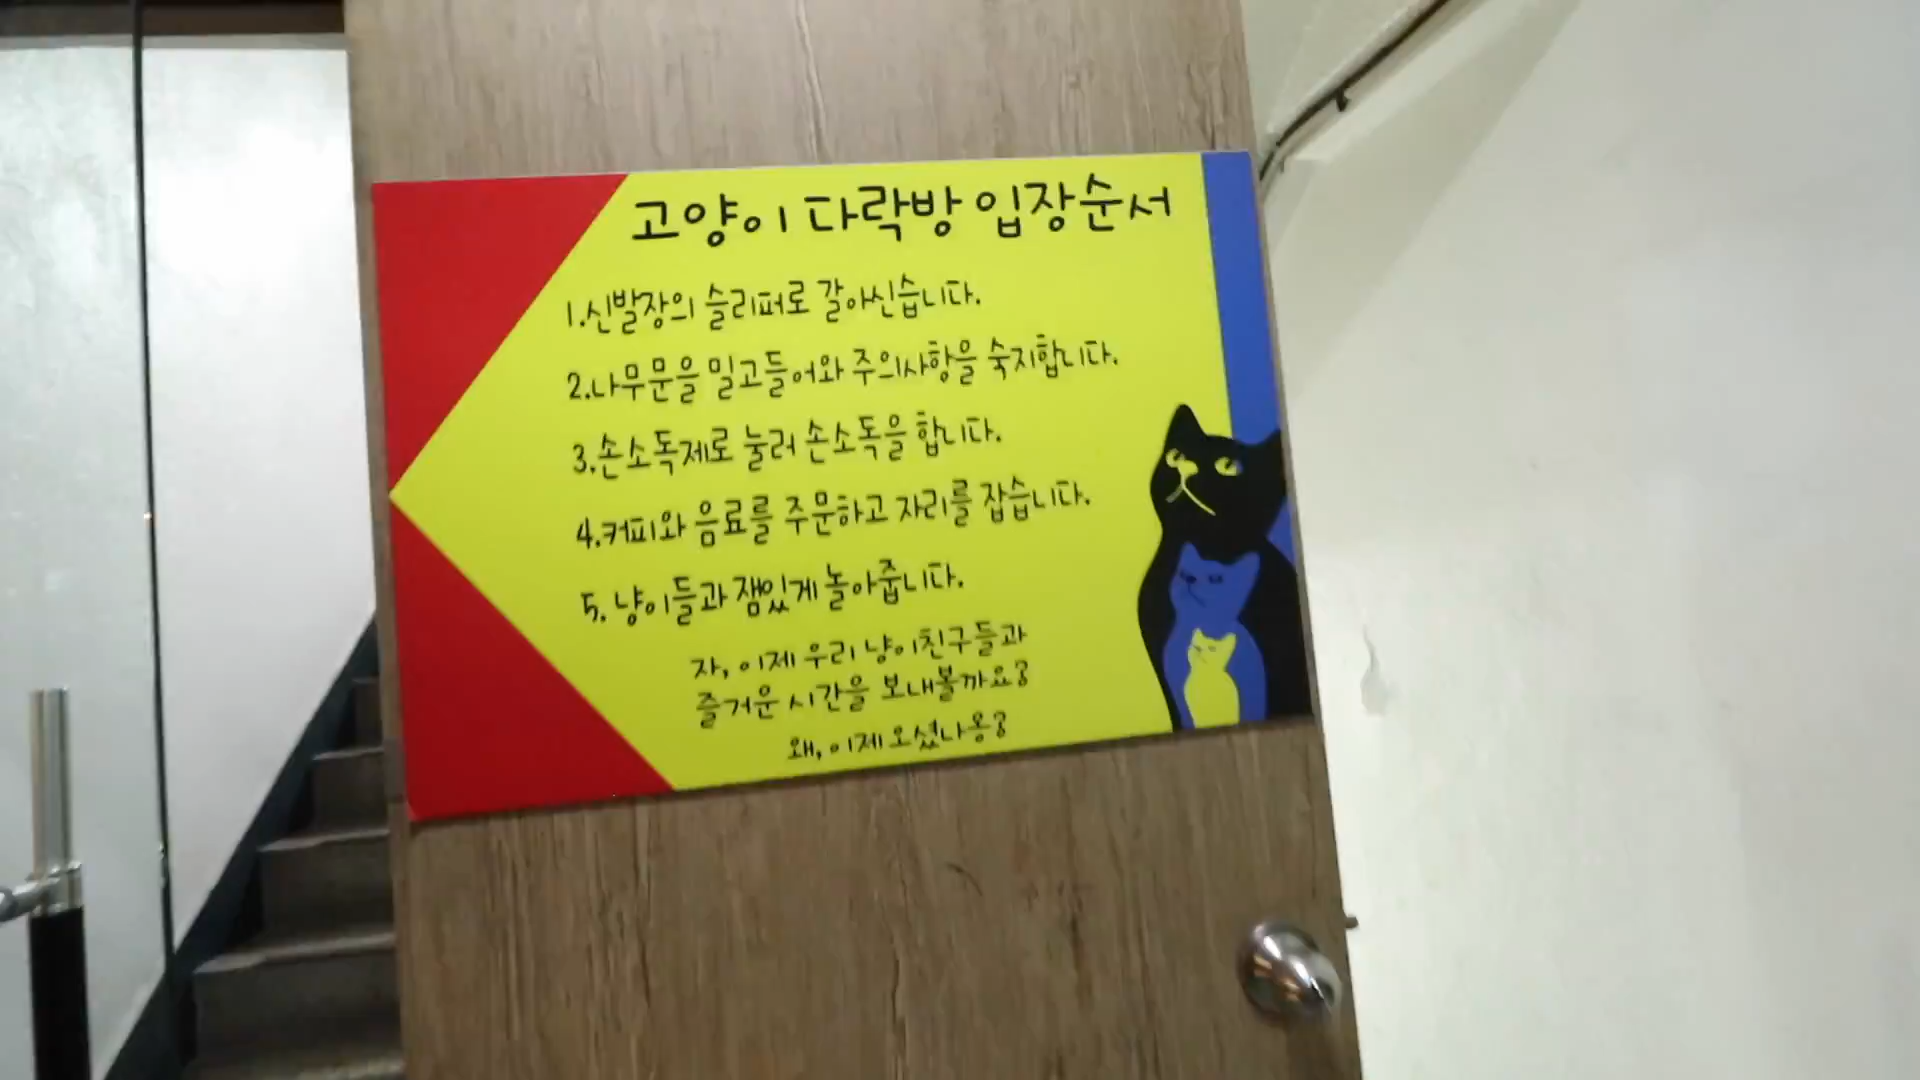 고양이 다락방 입장순서
1.신발장의 슬리퍼로 갈아신습니다.
2.나무문을 밀고들어와 주의사항을 숙지합니다.
3.손소독제로 눌러 손소독을 합니다.
4.커피와 음료를 주문하고 자리를 잡습니다.
5. 냥이들과 잼있게 놀아줍니다.
자, 이제 우리 냥이친구들과
즐거운 시간을 보내볼까요?
왜, 이제 오셨나옹?